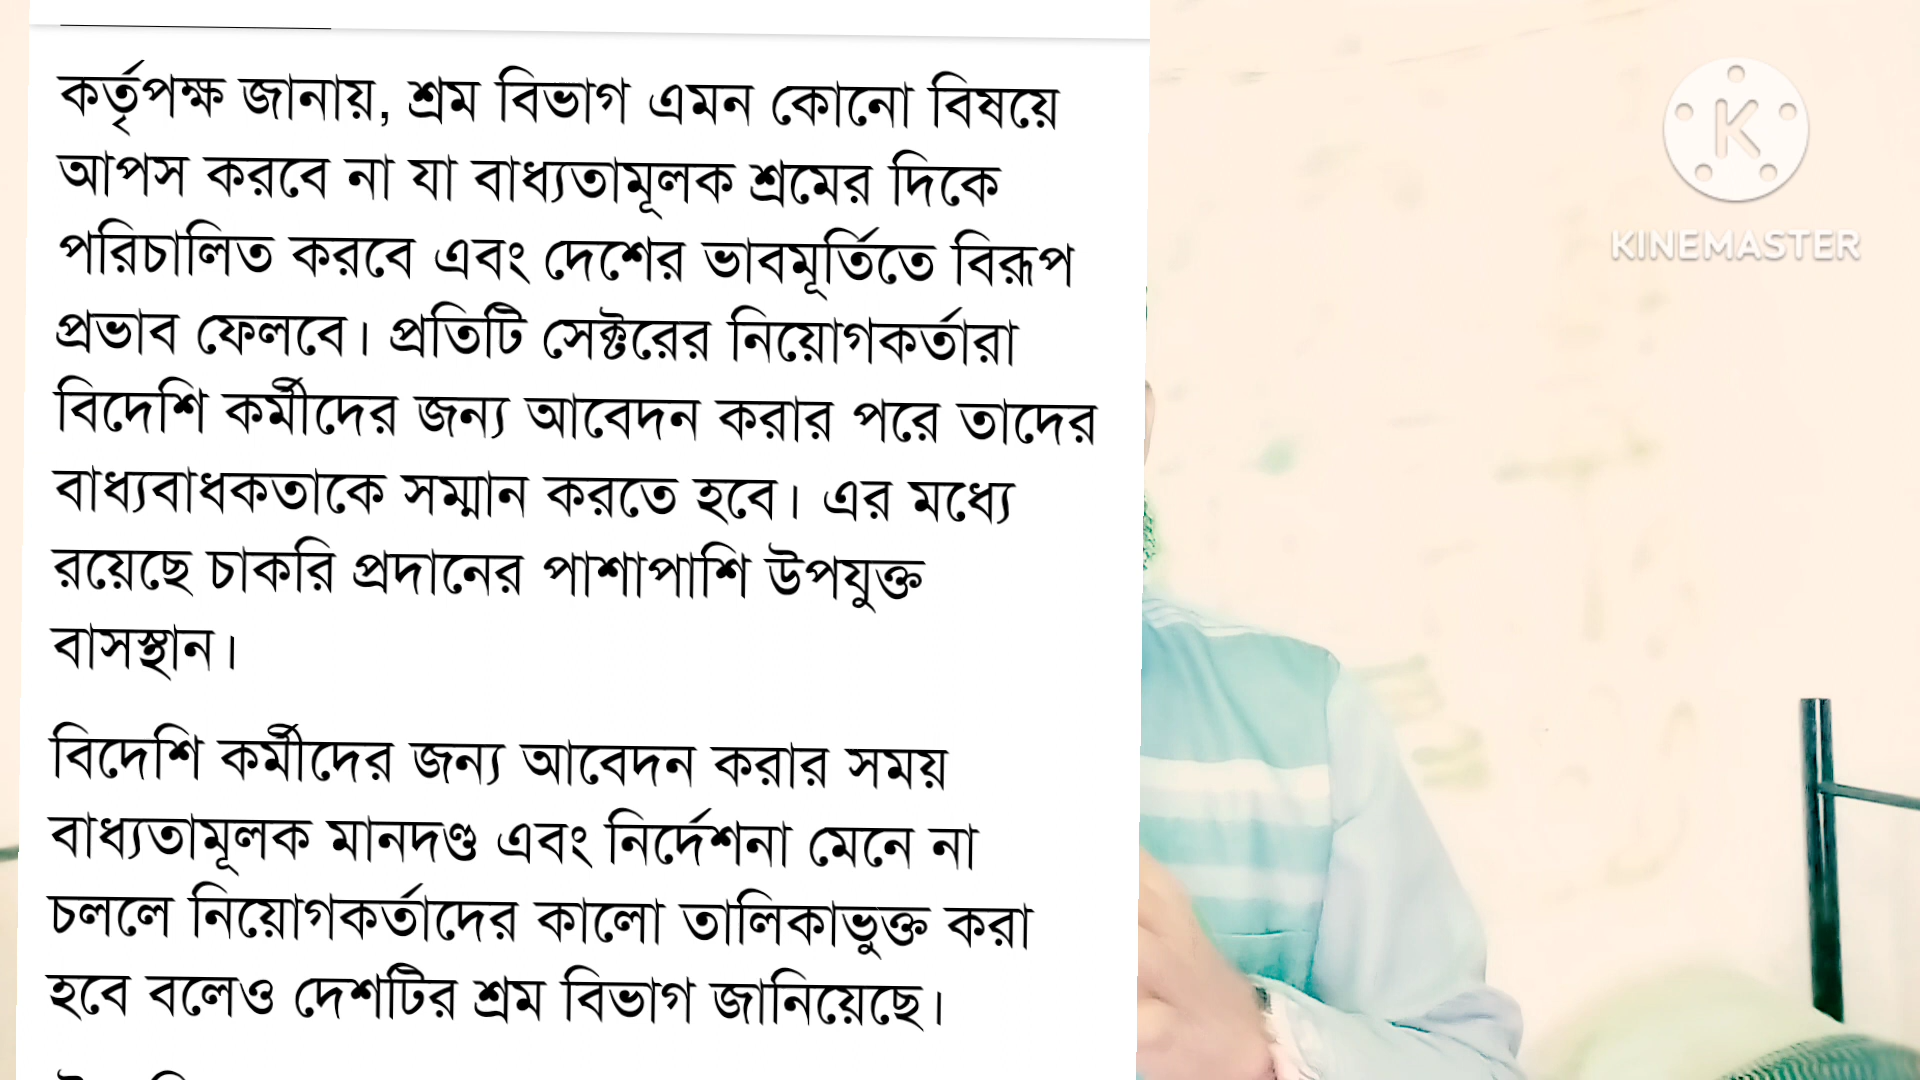 কর্তৃপক্ষ জানায়, শ্রম বিভাগ এমন কোনো বিষয়ে
আপস করবে না যা বাধ্যতামূলক শ্রমের দিকে
পরিচালিত করবে এবং দেশের ভাবমূর্তিতে বিরূপ
প্রভাব ফেলবে। প্রতিটি সেক্টরের নিয়োগকর্তারা
বিদেশি কর্মীদের জন্য আবেদন করার পরে তাদের
বাধ্যবাধকতাকে সম্মান করতে হবে। এর মধ্যে
রয়েছে চাকরি প্রদানের পাশাপাশি উপযুক্ত
বাসস্থান।
বিদেশি কর্মীদের জন্য আবেদন করার সময়
বাধ্যতামূলক মানদণ্ড এবং নির্দেশনা মেনে না
চললে নিয়োগকর্তাদের কালো তালিকাভুক্ত করা
হবে বলেও দেশটির শ্রম বিভাগ জানিয়েছে।
K
KINEMASTER